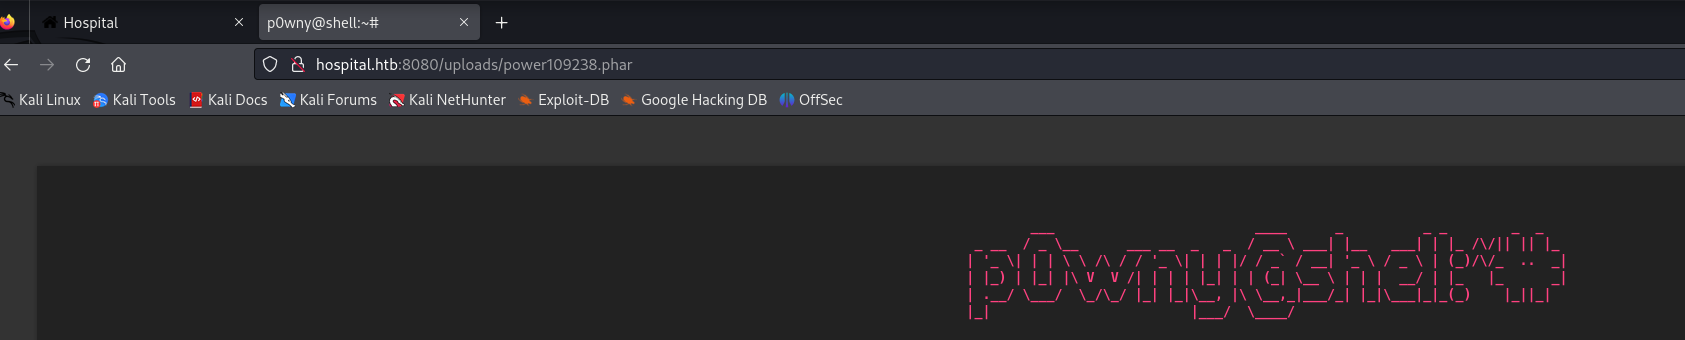 Hospital
p0wny@shell:~#
hospital.htb:8080/uploads/power109238.phar
Kali Linux Kali Tools Kali Docs Kali Forums Kali NetHunter Exploit-DB Google Hacking DB OffSec
p0wny@shell:~#